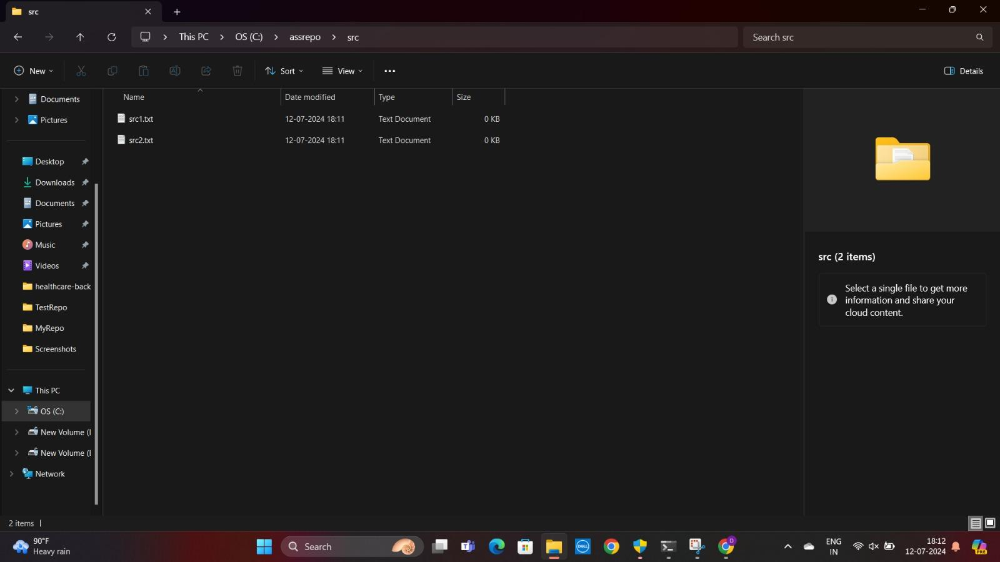 src
This PC > OS (C:) > assrepo > src
Search src
New
Sort
View
Details
Name
Date modified
Type
Size
src1.txt 12-07-2024 18:11 Text Document 0 KB
src2.txt 12-07-2024 18:11 Text Document 0 KB
Documents
Pictures
Desktop
Downloads
Documents
Pictures
Music
Videos
healthcare-back
TestRepo
MyRepo
Screenshots
This PC
OS (C:)
New Volume (
New Volume (
Network
src (2 items)
Select a single file to get more
information and share your
cloud content.
2 items
90°F
Heavy rain
Search
DELL
D
ENG
IN
18:12
12-07-2024
PRE